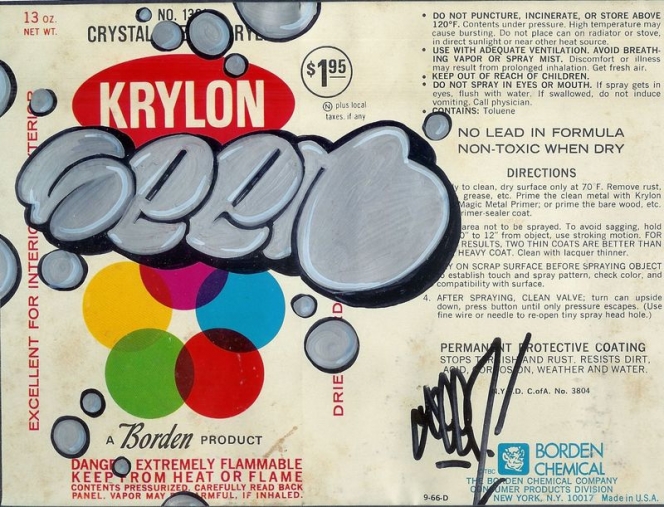 13 oz.
NET WT.
NO.
CRYSTAL
KRYLON
$1.95
Ⓝ plus local
taxes, if any
Seen
EXCELLENT FOR INTERIOR
A Borden PRODUCT
EXTREMELY FLAMMABLE
KEEP FROM HEAT OR FLAME
CONTENTS PRESSURIZED. CAREFULLY READ BACK
PANEL. VAPOR MAY HARMFUL, IF INHALED.
• DO NOT PUNCTURE, INCINERATE, OR STORE ABOVE
120°F. Contents under pressure. High temperature may
cause bursting. Do not place can on radiator or stove,
in direct sunlight or near other heat source.
• USE WITH ADEQUATE VENTILATION. AVOID BREATH-
ING VAPOR OR SPRAY MIST. Discomfort or illness
may result from prolonged inhalation. Get fresh air.
• KEEP OUT OF REACH OF CHILDREN.
• DO NOT SPRAY IN EYES OR MOUTH. If spray gets in
eyes, flush with water. If swallowed, do not induce
vomiting. Call physician.
CONTAINS: Toluene
NO LEAD IN FORMULA
NON-TOXIC WHEN DRY
DIRECTIONS
to clean, dry surface only at 70°F. Remove rust,
grease, etc. Prime the clean metal with Krylon
Magic Metal Primer; or prime the bare wood, etc.
coat.
area not to be sprayed. To avoid sagging, hold
to 12" from object, use stroking motion. FOR
RESULTS, TWO THIN COATS ARE BETTER THAN
HEAVY COAT. Clean with lacquer thinner.
ON SCRAP SURFACE BEFORE SPRAYING OBJECT
establish touch and spray pattern, check color, and
compatibility with surface.
4. AFTER SPRAYING, CLEAN VALVE; turn can upside
down, press button until only pressure escapes. (Use
fine wire or needle to re-open tiny spray head hole.)
PERMANENT PROTECTIVE COATING
STOPS TARNISH AND RUST. RESISTS DIRT,
ACID, CORROSION, WEATHER AND WATER.
N.Y.D. C.ofA. No. 3804
Seen
BORDEN
CHEMICAL
TBC
THE BORDEN CHEMICAL COMPANY
CONSUMER PRODUCTS DIVISION
9-66-D NEW YORK, N.Y. 10017 Made in U.S.A.